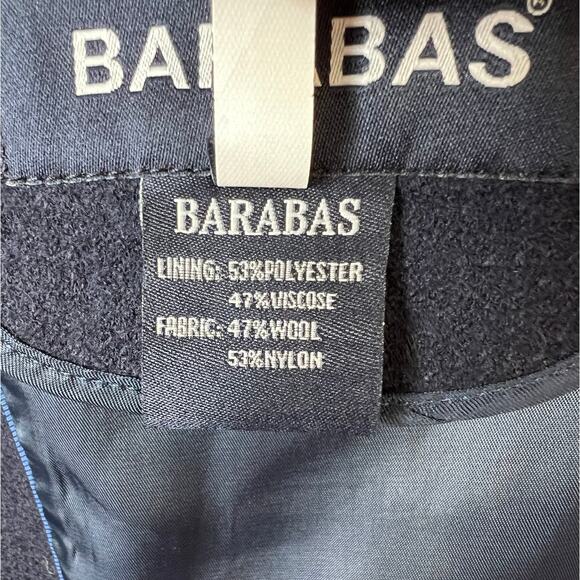 BARABAS®
BARABAS
LINING: 53%POLYESTER
47%VISCOSE
FABRIC: 47%WOOL
53%NYLON